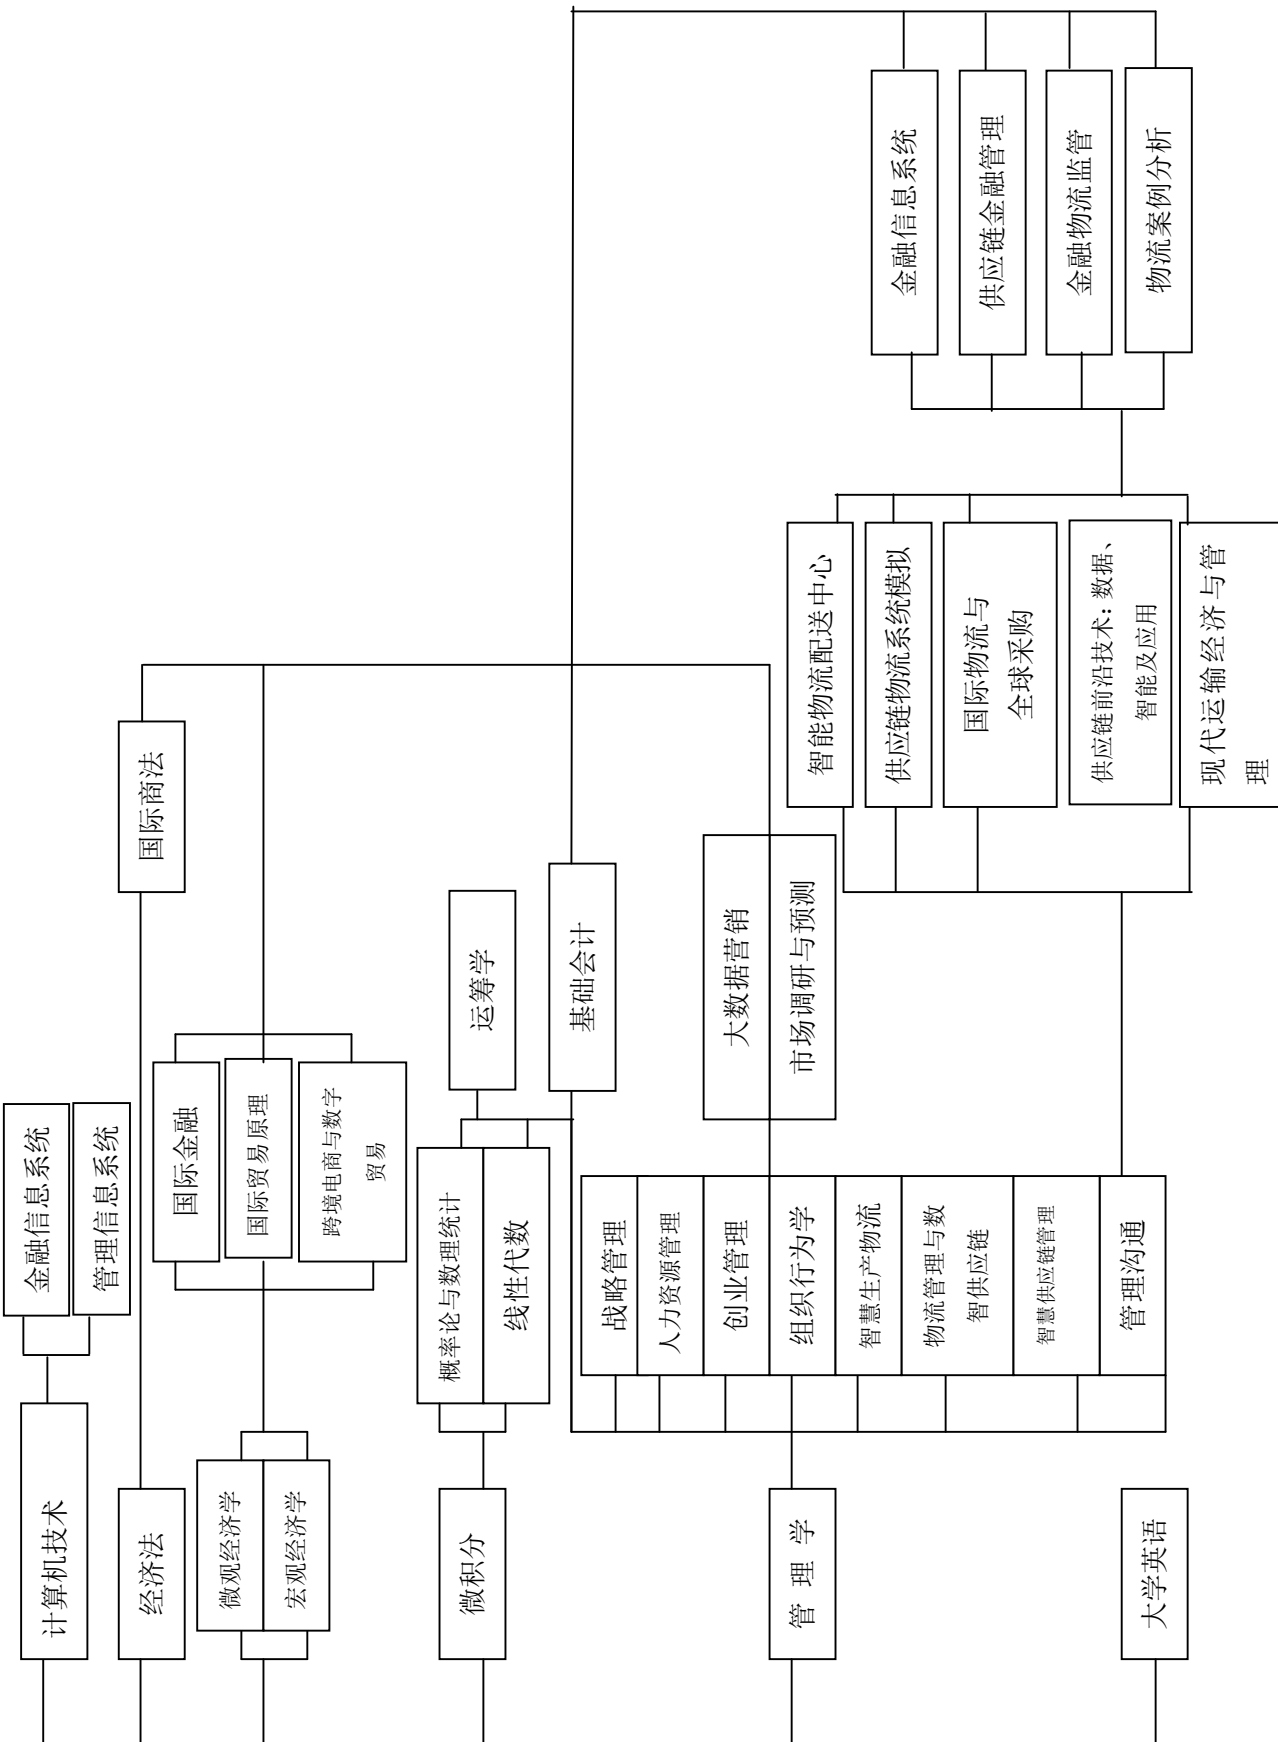 计算机技术
金融信息系统
管理信息系统
经济法
国际商法
微观经济学
宏观经济学
国际金融
国际贸易原理
跨境电商与数字
贸易
微积分
概率论与数理统计
线性代数
运筹学
基础会计
管 理 学
战略管理
人力资源管理
创业管理
组织行为学
智慧生产物流
物流管理与数
智供应链
智慧供应链管理
管理沟通
大数据营销
市场调研与预测
智能物流配送中心
供应链物流系统模拟
国际物流与
全球采购
供应链前沿技术：数据、
智能及应用
现代运输经济与管
理
金融信息系统
供应链金融管理
金融物流监管
物流案例分析
大学英语